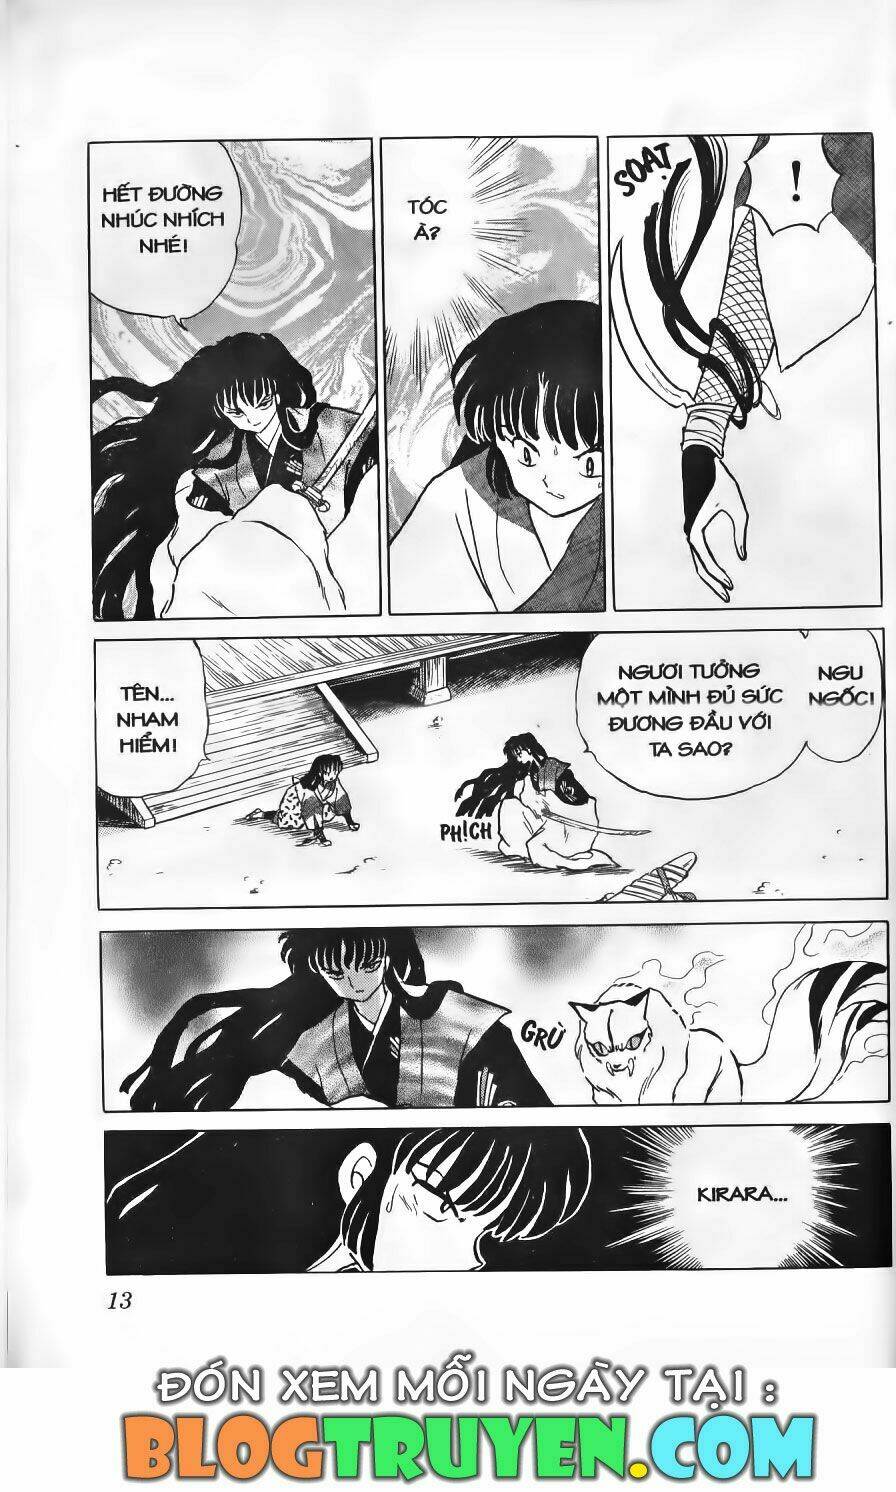 SOẠT
!
TÓC
À?
HẾT ĐƯỜNG
NHÚC NHÍCH
NHÉ!
NGU
NGỐC!
NGƯƠI TƯỞNG
MỘT MÌNH ĐỦ SỨC
ĐƯƠNG ĐẦU VỚI
TA SAO?
PHỊCH
TÊN...
NHAM
HIỂM!
GRỪ
KIRARA...
13
ĐÓN XEM MỖI NGÀY TẠI :
BLOGTRUYEN.COM